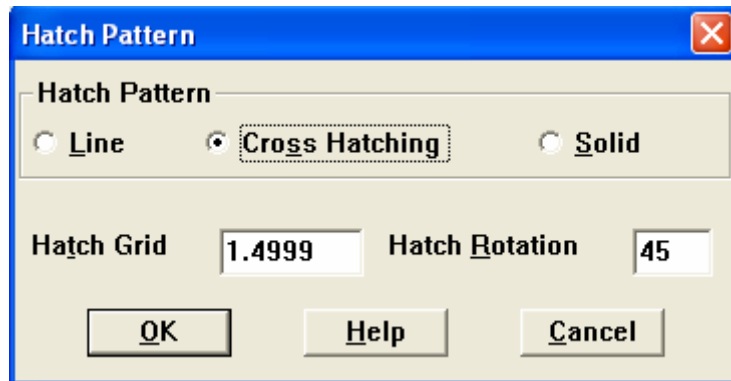 Hatch Pattern
Hatch Pattern
Line Cross Hatching Solid
Hatch Grid 1.4999 Hatch Rotation 45
OK Help Cancel